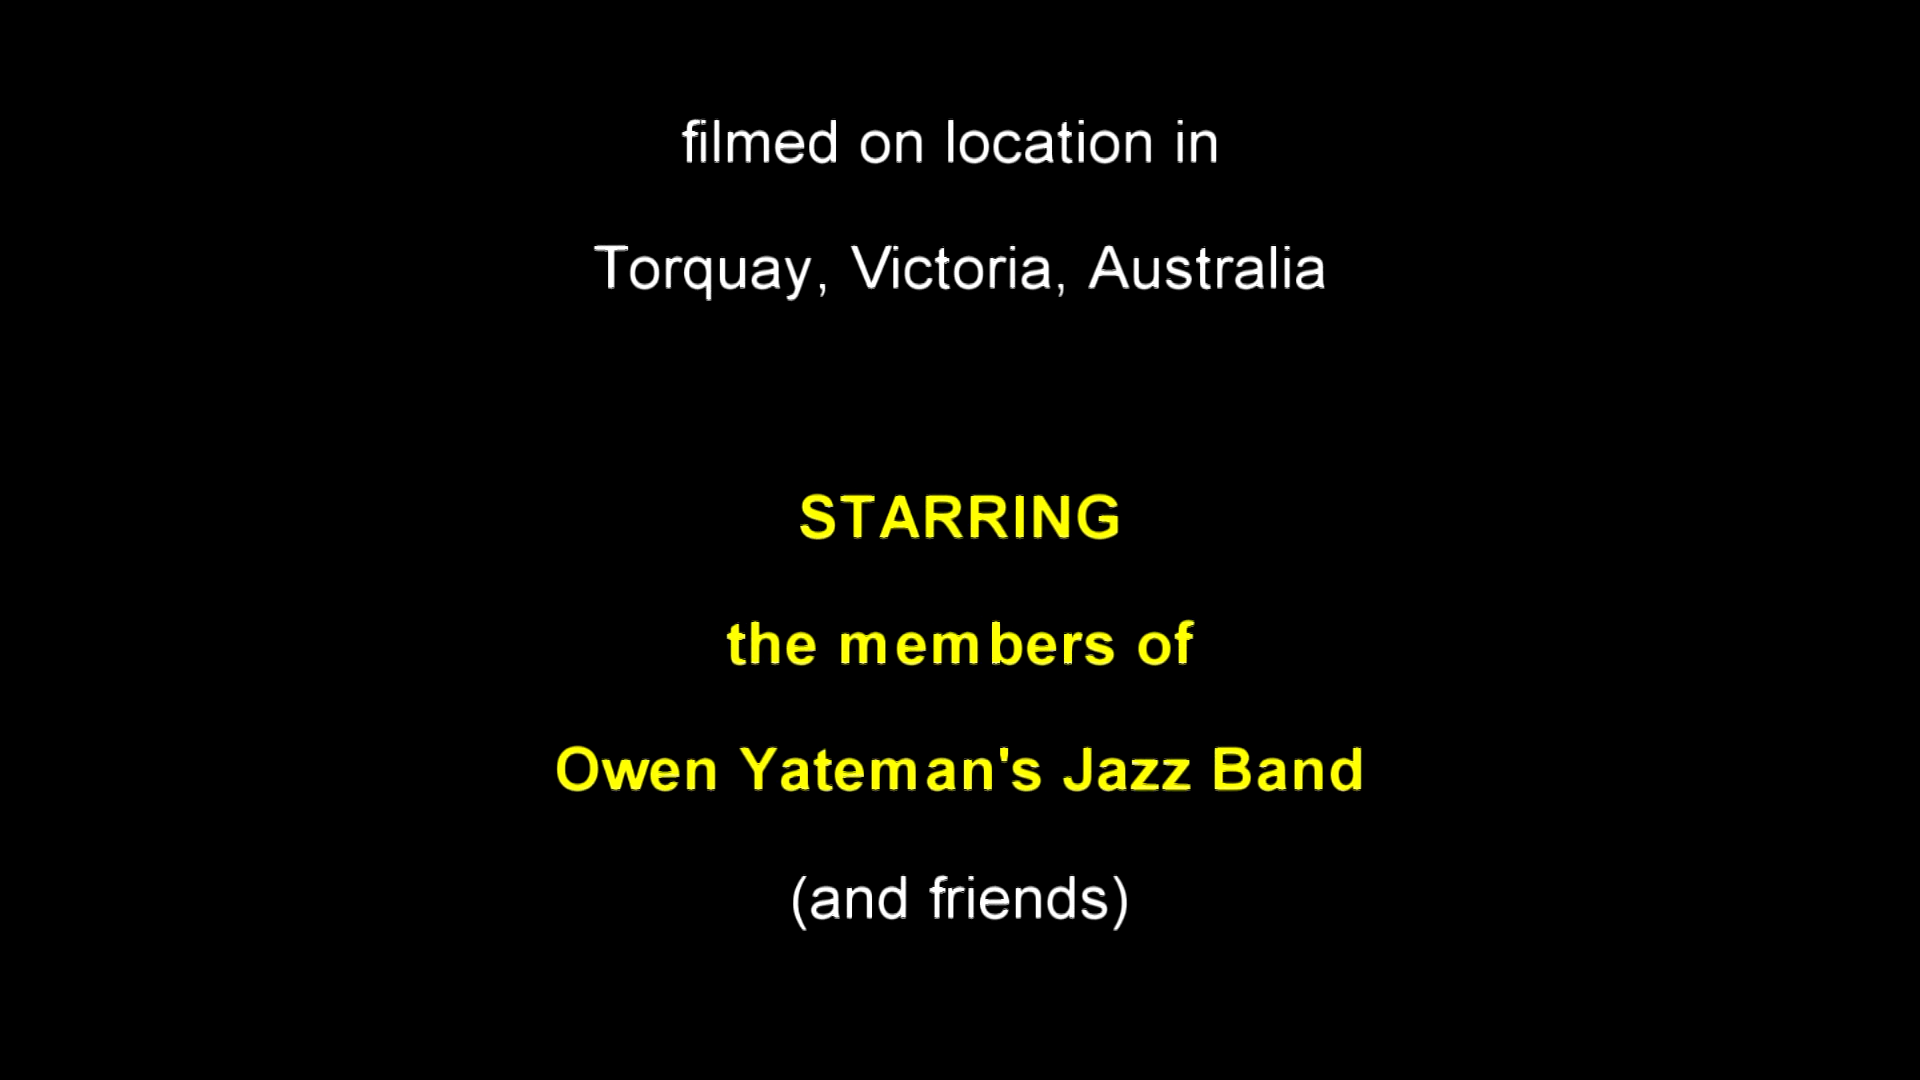 filmed on location in
Torquay, Victoria, Australia
STARRING
the members of
Owen Yateman's Jazz Band
(and friends)